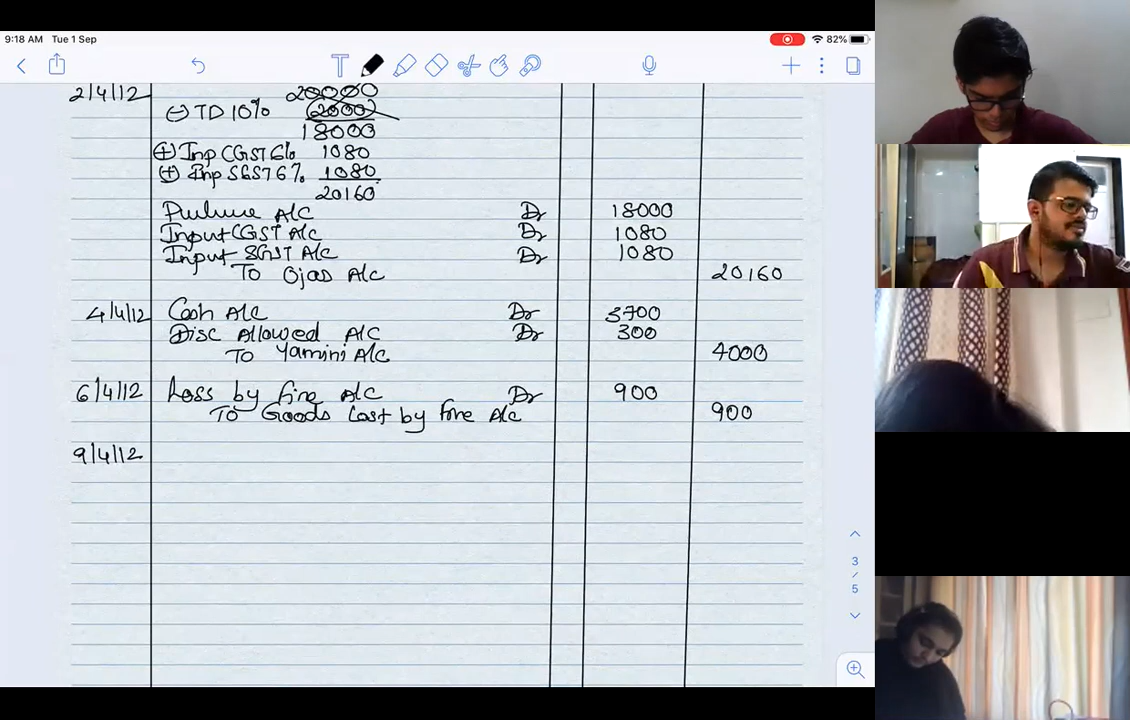 9:18 AM Tue 1 Sep
82%
2/4/12 20000
(-) TD 10% (2000)
18000
(+) Inp CGST 6% 1080
(+) Inp SGST 6% 1080
20160
Purchase A/C Dr 18000
Input CGST A/C Dr 1080
Input SGST A/C Dr 1080
To Ojas A/C 20160
4/4/12 Cash A/C Dr 3700
Disc Allowed A/C Dr 300
To Yamini A/C 4000
6/4/12 Loss by fire A/C Dr 900
To Goods Lost by fire A/C 900
9/4/12
3
/
5